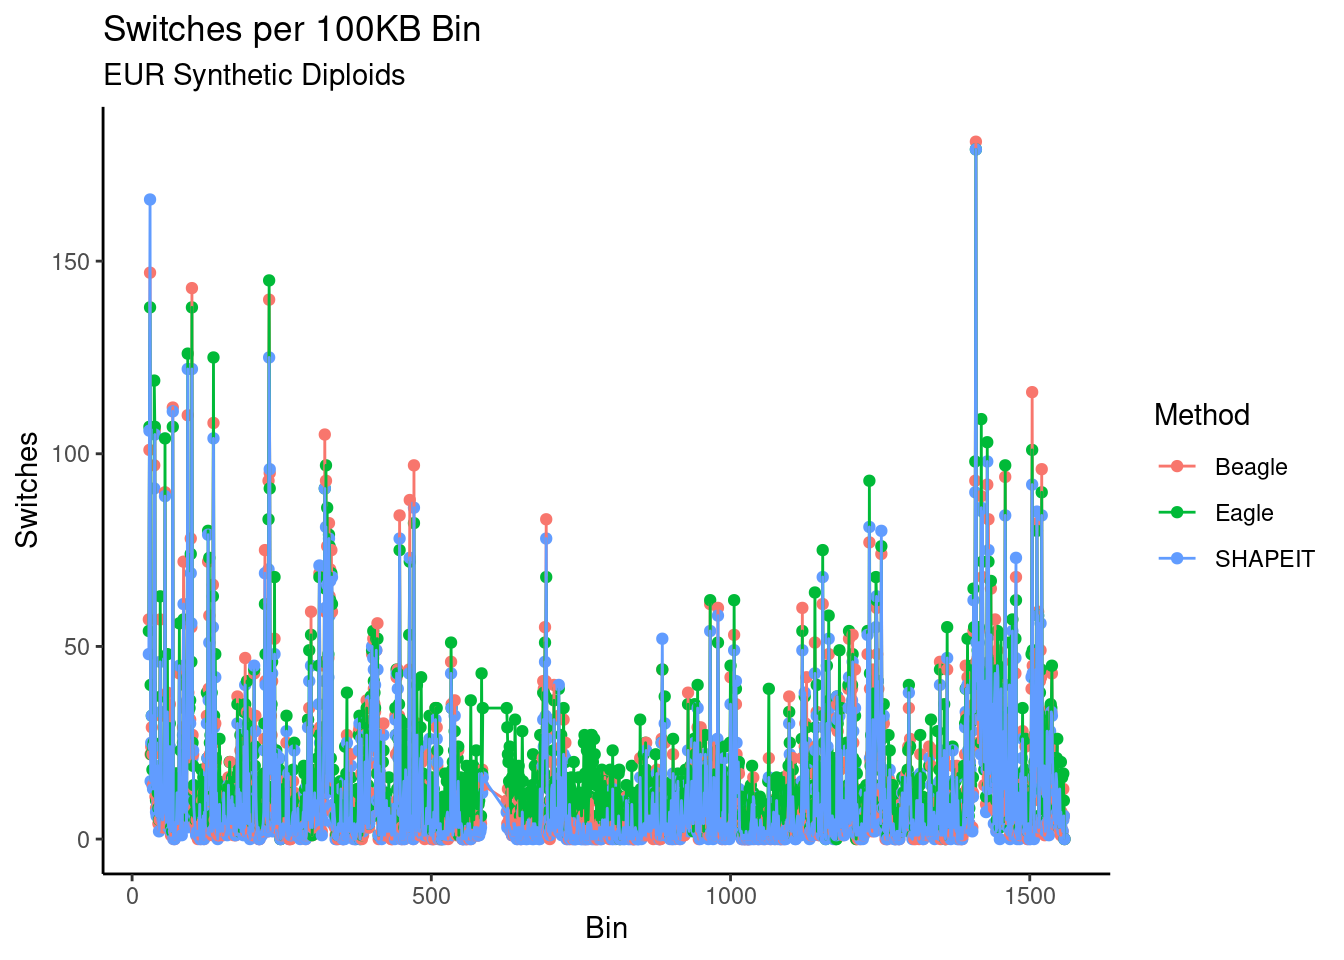 Switches per 100KB Bin
EUR Synthetic Diploids
Switches
150
100
50
0
0
500
1000
1500
Bin
Method
Beagle
Eagle
SHAPEIT